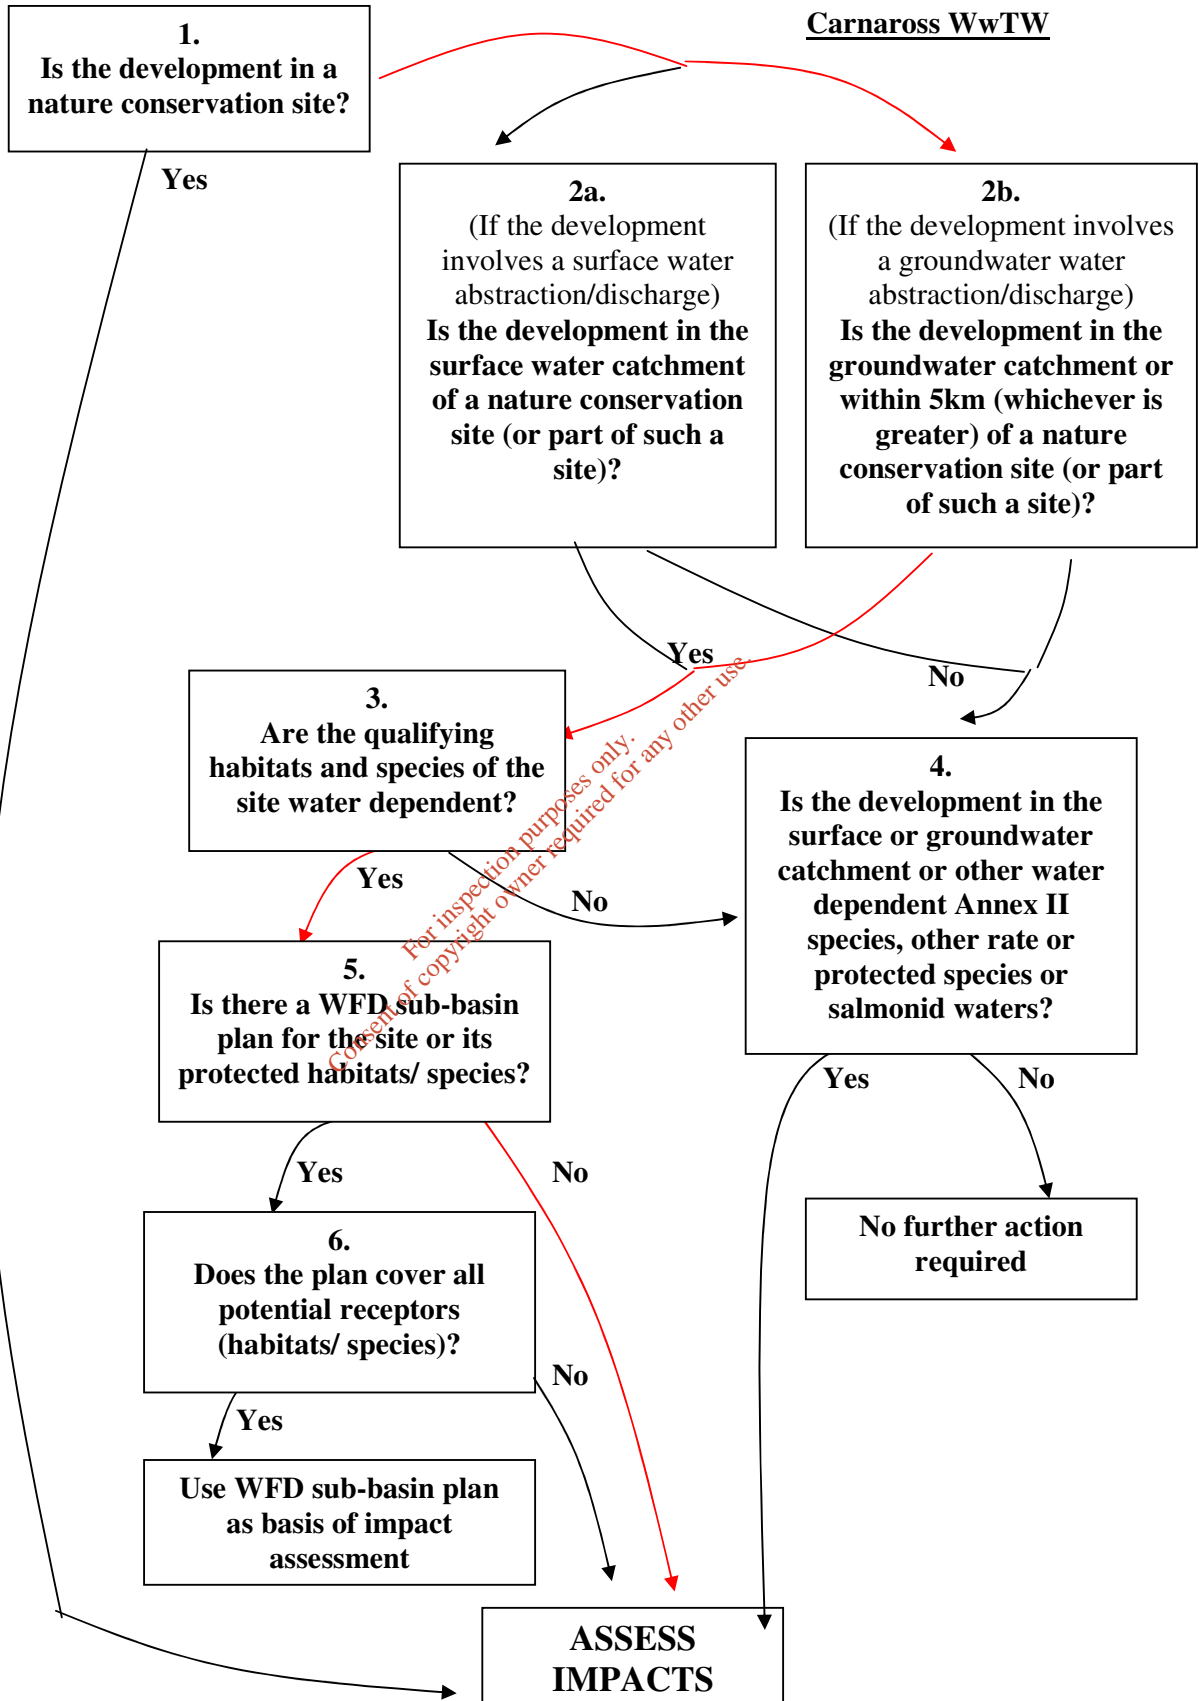 Carnaross WwTW
1.
Is the development in a
nature conservation site?
Yes
2a.
(If the development
involves a surface water
abstraction/discharge)
Is the development in the
surface water catchment
of a nature conservation
site (or part of such a
site)?
2b.
(If the development involves
a groundwater water
abstraction/discharge)
Is the development in the
groundwater catchment or
within 5km (whichever is
greater) of a nature
conservation site (or part
of such a site)?
Yes
No
3.
Are the qualifying
habitats and species of the
site water dependent?
Yes
No
4.
Is the development in the
surface or groundwater
catchment or other water
dependent Annex II
species, other rate or
protected species or
salmonid waters?
Yes
No
5.
Is there a WFD sub-basin
plan for the site or its
protected habitats/ species?
Yes
No
No further action
required
6.
Does the plan cover all
potential receptors
(habitats/ species)?
No
Yes
Use WFD sub-basin plan
as basis of impact
assessment
ASSESS
IMPACTS
For inspection purposes only.
Consent of copyright owner required for any other use.